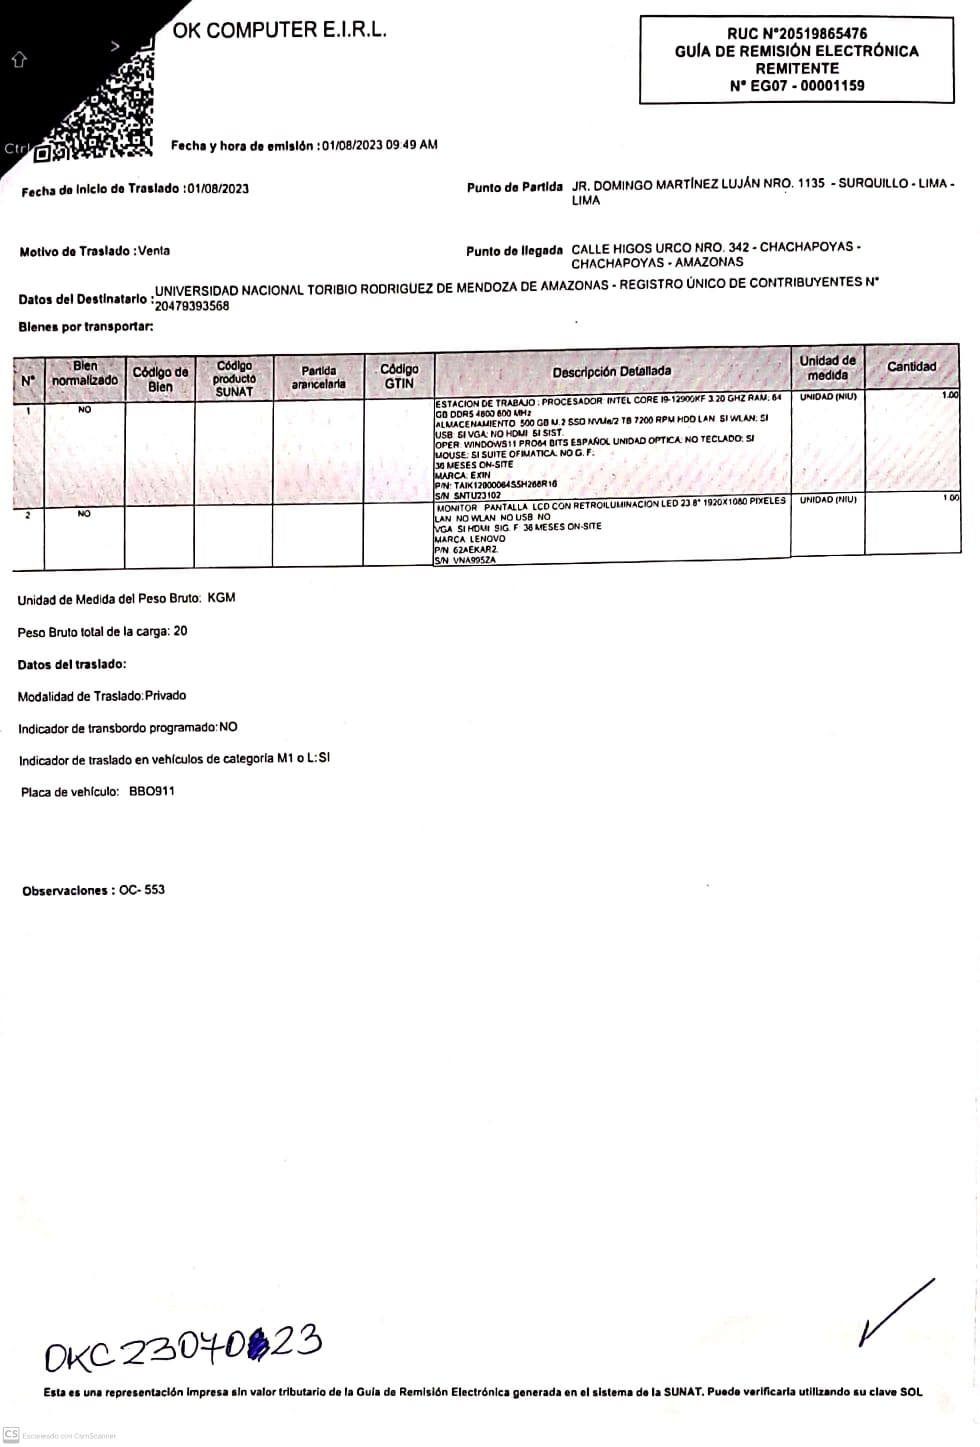 OK COMPUTER E.I.R.L.
RUC N°20519865476
GUÍA DE REMISIÓN ELECTRÓNICA
REMITENTE
N° EG07 - 00001159
Ctrl
Fecha y hora de emisión :01/08/2023 09:49 AM
Fecha de inicio de Traslado :01/08/2023
Punto de Partida JR. DOMINGO MARTÍNEZ LUJÁN NRO. 1135 - SURQUILLO - LIMA -
LIMA
Motivo de Traslado :Venta
Punto de llegada CALLE HIGOS URCO NRO. 342 - CHACHAPOYAS -
CHACHAPOYAS - AMAZONAS
Datos del Destinatario : UNIVERSIDAD NACIONAL TORIBIO RODRIGUEZ DE MENDOZA DE AMAZONAS - REGISTRO ÚNICO DE CONTRIBUYENTES N°
20479393568
Bienes por transportar:
N° Bien normalizado Código de Bien Código producto SUNAT Partida arancelaria Código GTIN Descripción Detallada Unidad de medida Cantidad
1 NO ESTACION DE TRABAJO : PROCESADOR INTEL CORE I9-12900KF 3.20 GHZ RAM: 64 UNIDAD (NIU) 1.00
GB DDR5 4800 600 MHz
ALMACENAMIENTO 500 GB M.2 SSD NVMe/2 TB 7200 RPM HDD LAN SI WLAN: SI
USB SI VGA: NO HDMI SI SIST.
OPER WINDOWS11 PRO64 BITS ESPAÑOL UNIDAD OPTICA: NO TECLADO: SI
MOUSE: SI SUITE OFIMATICA: NO G. F:
36 MESES ON-SITE
MARCA: EXIN
S/N SNTU23102
2 NO MONITOR PANTALLA LCD CON RETROILUMINACION LED 23.8" 1920X1080 PIXELES UNIDAD (NIU) 1.00
LAN NO WLAN NO USB NO
VGA SI HDMI SI G. F 36 MESES ON-SITE
MARCA LENOVO
P/N 62AEKAR2
S/N VNA995ZA
Unidad de Medida del Peso Bruto: KGM
Peso Bruto total de la carga: 20
Datos del traslado:
Modalidad de Traslado:Privado
Indicador de transbordo programado:NO
Indicador de traslado en vehículos de categoría M1 o L:SI
Placa de vehículo: BBO911
Observaciones : OC- 553
Esta es una representación impresa sin valor tributario de la Guía de Remisión Electrónica generada en el sistema de la SUNAT. Puede verificarla utilizando su clave SOL
CS Escaneado con CamScanner